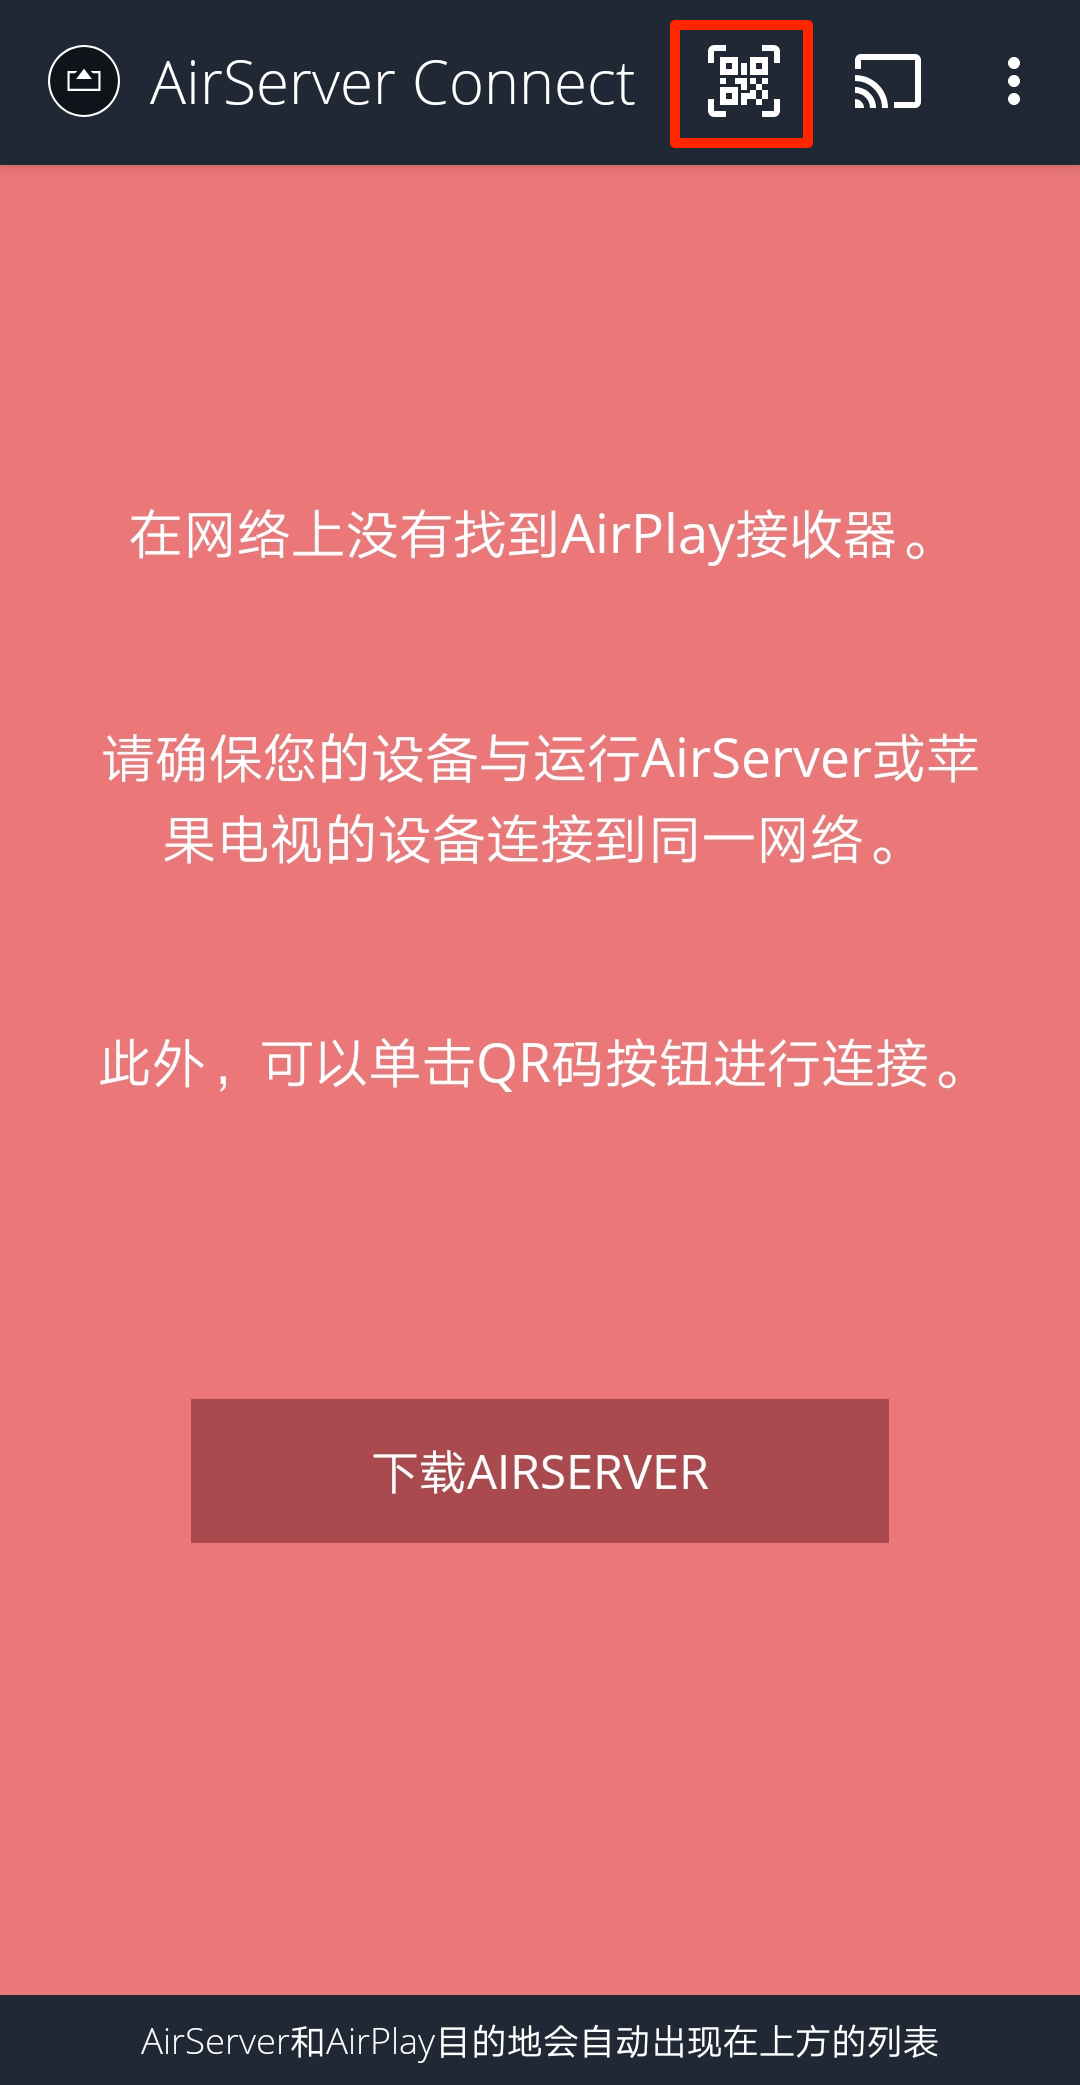 AirServer Connect
在网络上没有找到AirPlay接收器。
请确保您的设备与运行AirServer或苹
果电视的设备连接到同一网络。
此外，可以单击QR码按钮进行连接。
下载AIRSERVER
AirServer和AirPlay目的地会自动出现在上方的列表